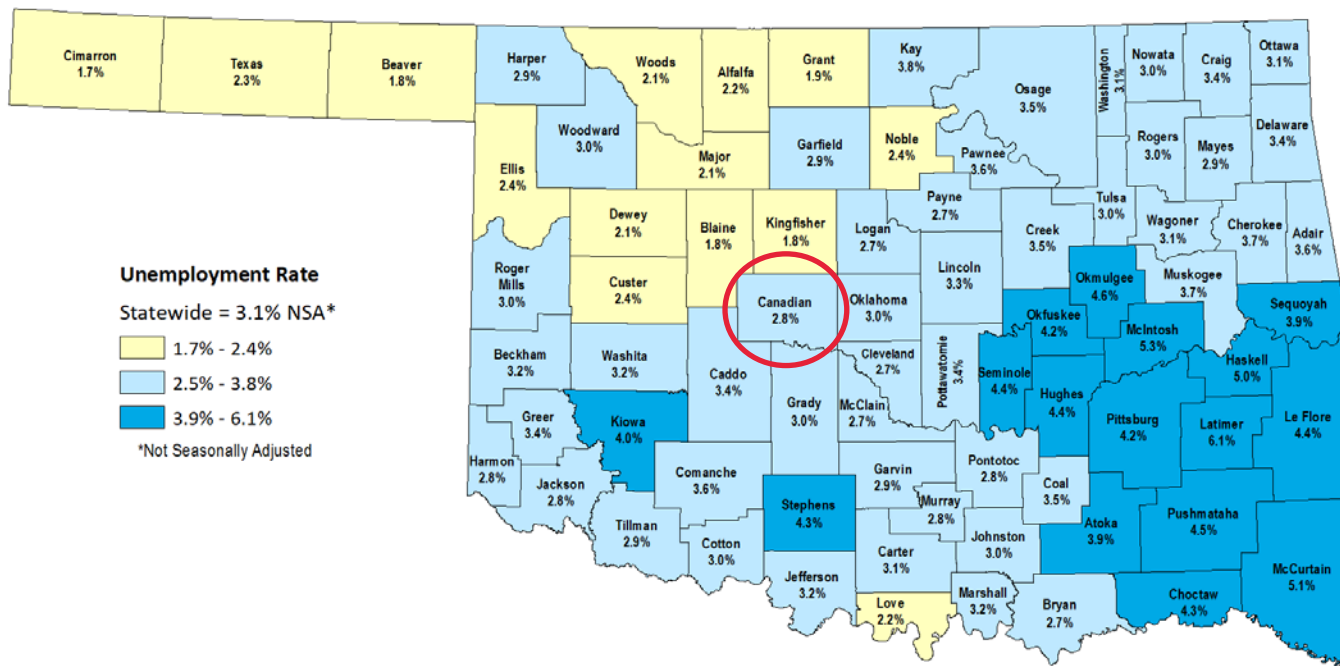 Cimarron
1.7%
Texas
2.3%
Beaver
1.8%
Harper
2.9%
Woods
2.1%
Alfalfa
2.2%
Grant
1.9%
Kay
3.8%
Osage
3.5%
Washington
3.1%
Nowata
3.0%
Craig
3.4%
Ottawa
3.1%
Woodward
3.0%
Ellis
2.4%
Major
2.1%
Garfield
2.9%
Noble
2.4%
Pawnee
3.6%
Rogers
3.0%
Mayes
2.9%
Delaware
3.4%
Dewey
2.1%
Blaine
1.8%
Kingfisher
1.8%
Logan
2.7%
Payne
2.7%
Creek
3.5%
Tulsa
3.0%
Wagoner
3.1%
Cherokee
3.7%
Adair
3.6%
Roger
Mills
3.0%
Custer
2.4%
Canadian
2.8%
Oklahoma
3.0%
Lincoln
3.3%
Okmulgee
4.6%
Muskogee
3.7%
Sequoyah
3.9%
Okfuskee
4.2%
McIntosh
5.3%
Haskell
5.0%
Unemployment Rate
Statewide = 3.1% NSA*
1.7% - 2.4%
2.5% - 3.8%
3.9% - 6.1%
*Not Seasonally Adjusted
Beckham
3.2%
Washita
3.2%
Caddo
3.4%
Grady
3.0%
Cleveland
2.7%
McClain
2.7%
Pottawatomie
3.4%
Seminole
4.4%
Hughes
4.4%
Pittsburg
4.2%
Latimer
6.1%
Le Flore
4.4%
Greer
3.4%
Kiowa
4.0%
Harmon
2.8%
Jackson
2.8%
Comanche
3.6%
Stephens
4.3%
Garvin
2.9%
Murray
2.8%
Pontotoc
2.8%
Coal
3.5%
Atoka
3.9%
Pushmataha
4.5%
McCurtain
5.1%
Tillman
2.9%
Cotton
3.0%
Jefferson
3.2%
Carter
3.1%
Johnston
3.0%
Love
2.2%
Marshall
3.2%
Bryan
2.7%
Choctaw
4.3%